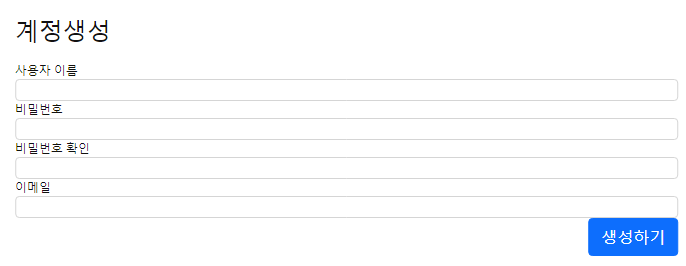 계정생성
사용자 이름
비밀번호
비밀번호 확인
이메일
생성하기